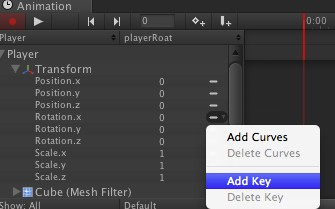 Animation
0 0:00
Player playerRoat
Player
Transform
Position.x 0
Position.y 0
Position.z 0
Rotation.x 0
Rotation.y 0
Rotation.z 0
Scale.x 1
Scale.y 1
Scale.z 1
Cube (Mesh Filter)
Show: All Default
Add Curves
Delete Curves
Add Key
Delete Key